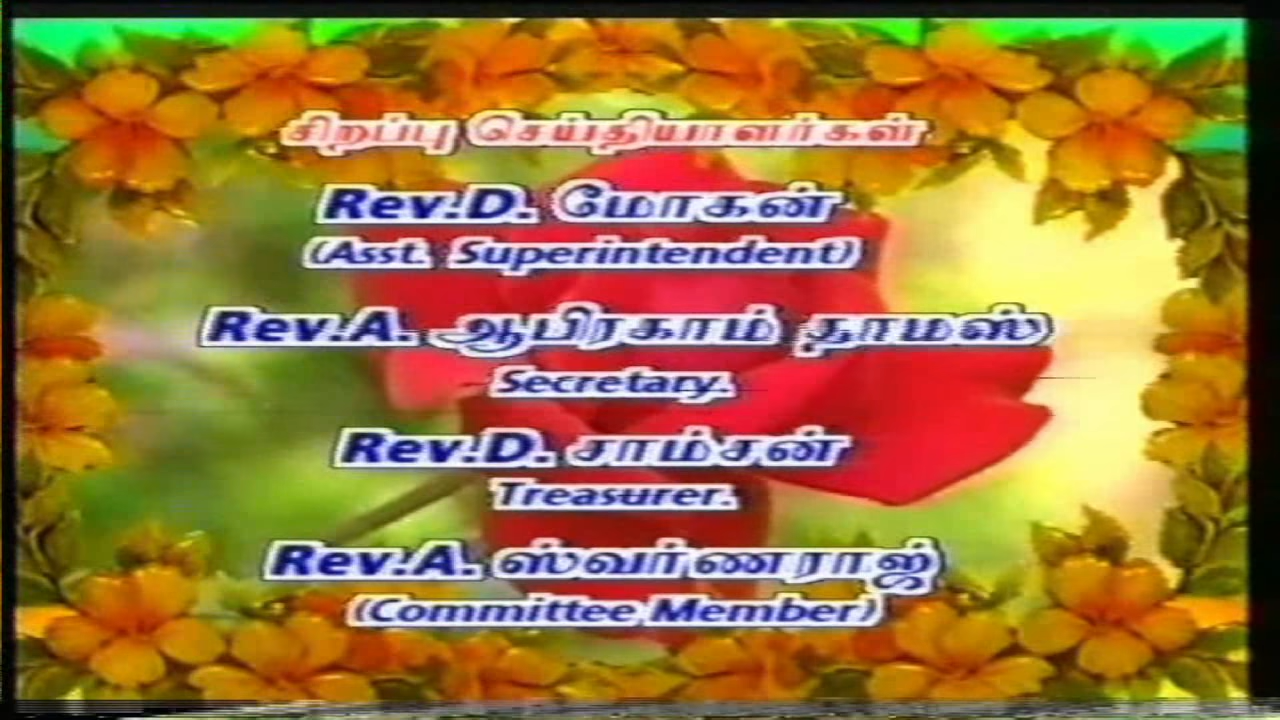 சிறப்பு செய்தியாளர்கள்
Rev.D. மோகன்
(Asst. Superintendent)
Rev.A. ஆபிரகாம் தாமஸ்
Secretary.
Rev.D. சாம்சன்
Treasurer.
Rev.A. ஸ்வர்ணராஜ்
(Committee Member)